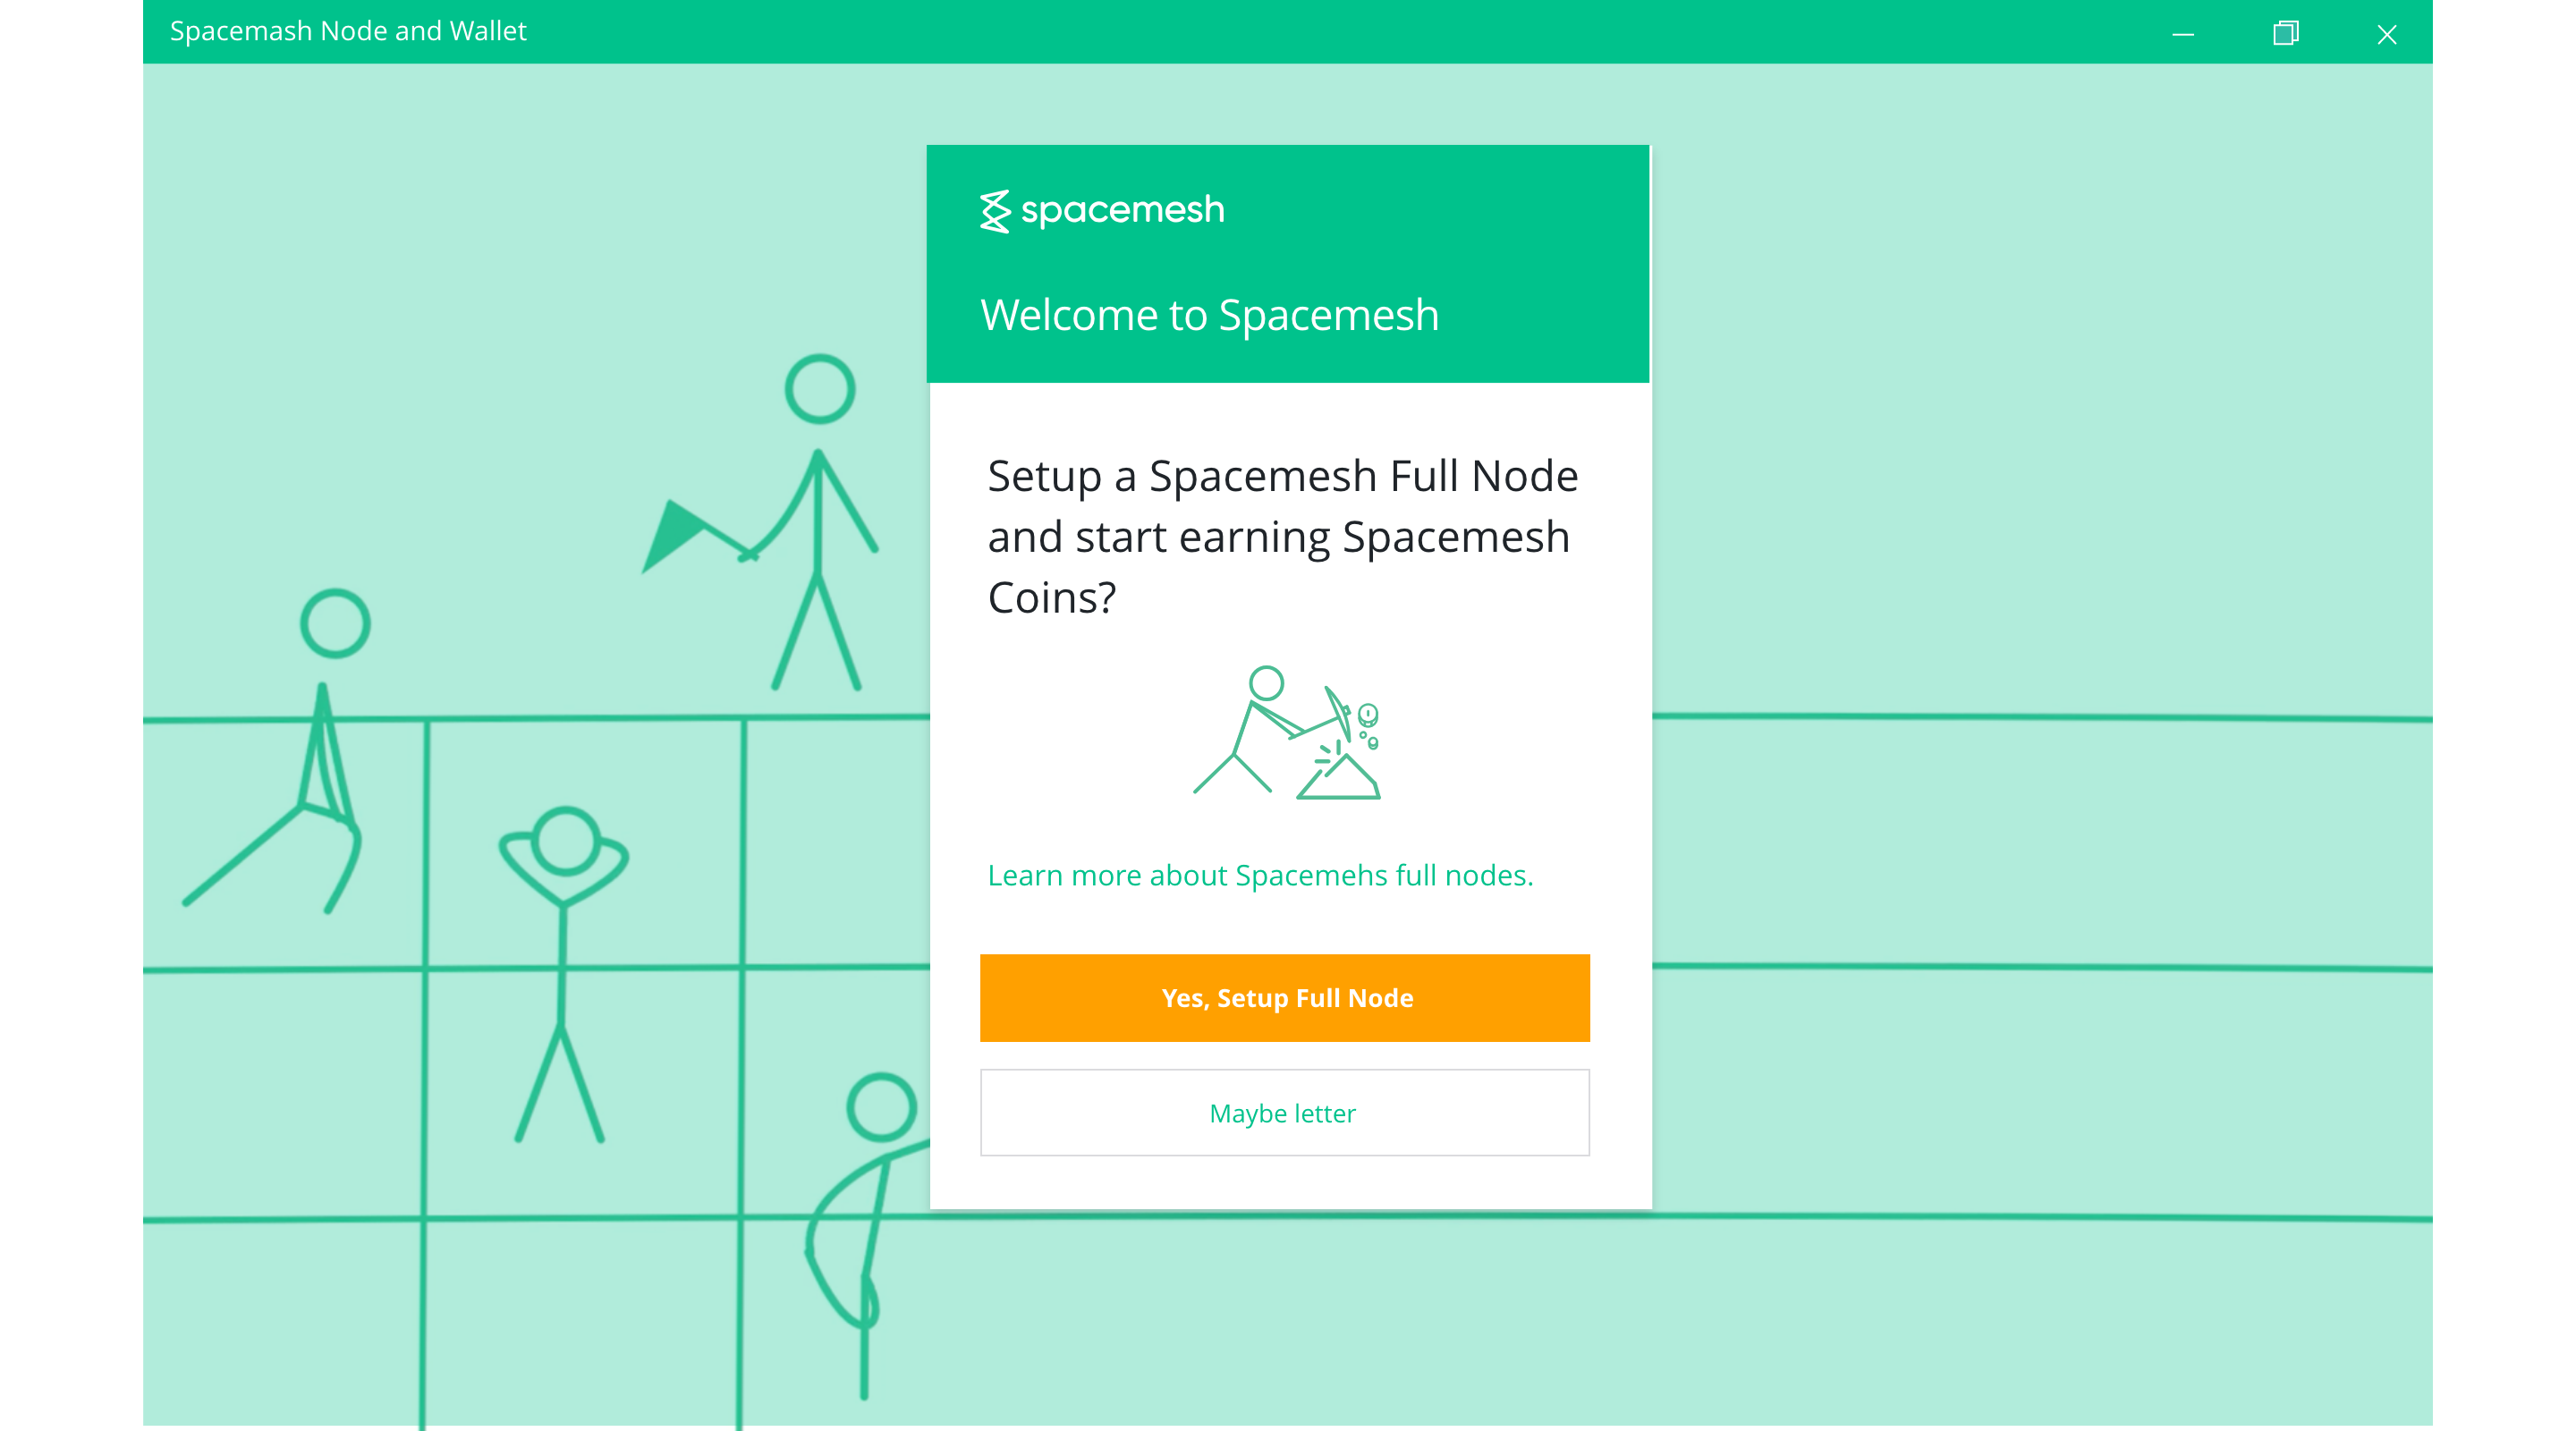 Spacemash Node and Wallet
spacemesh
Welcome to Spacemesh
Setup a Spacemesh Full Node
and start earning Spacemesh
Coins?
Learn more about Spacemehs full nodes.
Yes, Setup Full Node
Maybe letter